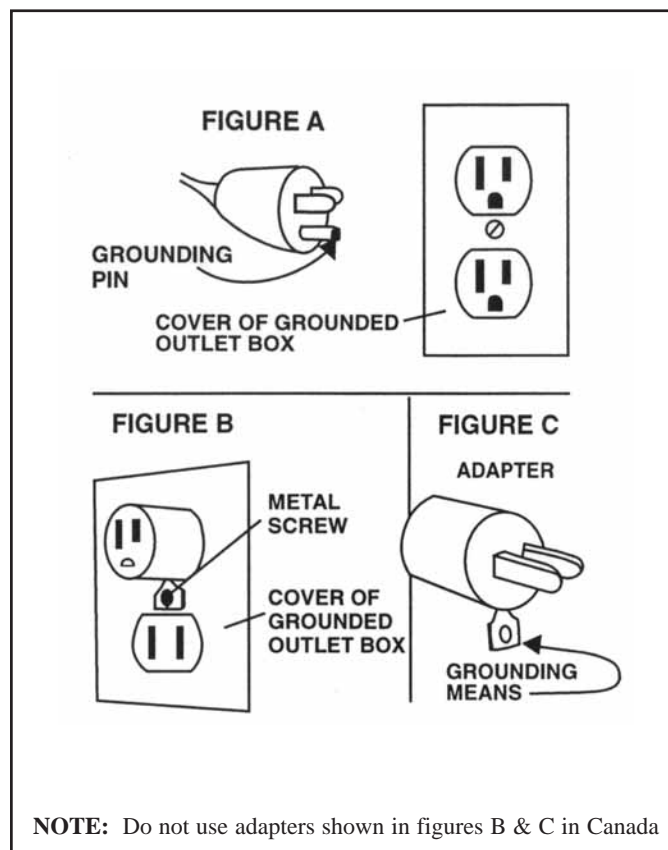 FIGURE A
GROUNDING
PIN
COVER OF GROUNDED
OUTLET BOX
FIGURE B
METAL
SCREW
COVER OF
GROUNDED
OUTLET BOX
FIGURE C
ADAPTER
GROUNDING
MEANS
NOTE: Do not use adapters shown in figures B & C in Canada